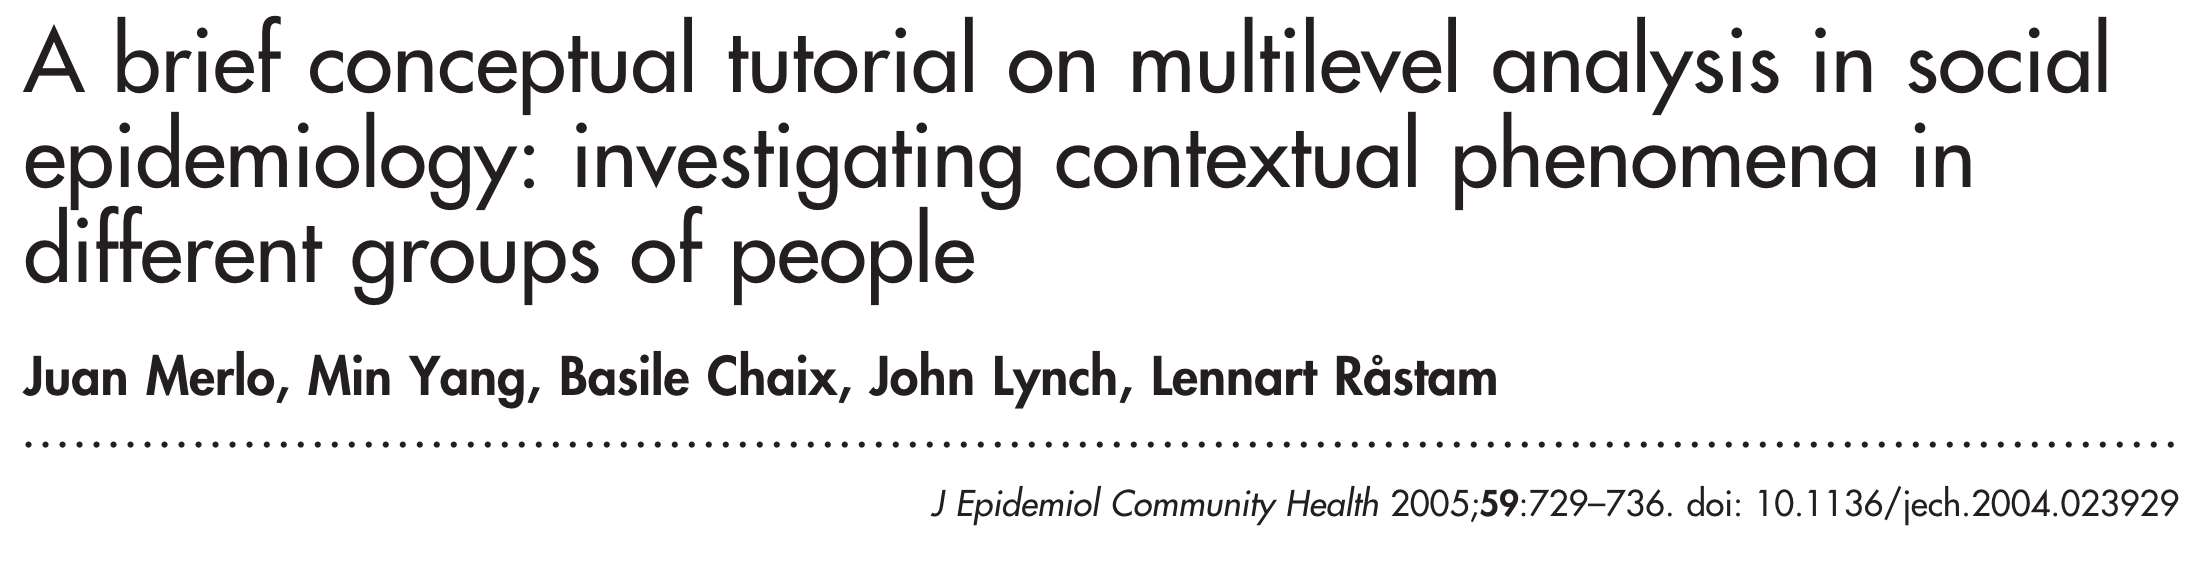 A brief conceptual tutorial on multilevel analysis in social
epidemiology: investigating contextual phenomena in
different groups of people
Juan Merlo, Min Yang, Basile Chaix, John Lynch, Lennart Råstam
J Epidemiol Community Health 2005;59:729–736. doi: 10.1136/jech.2004.023929